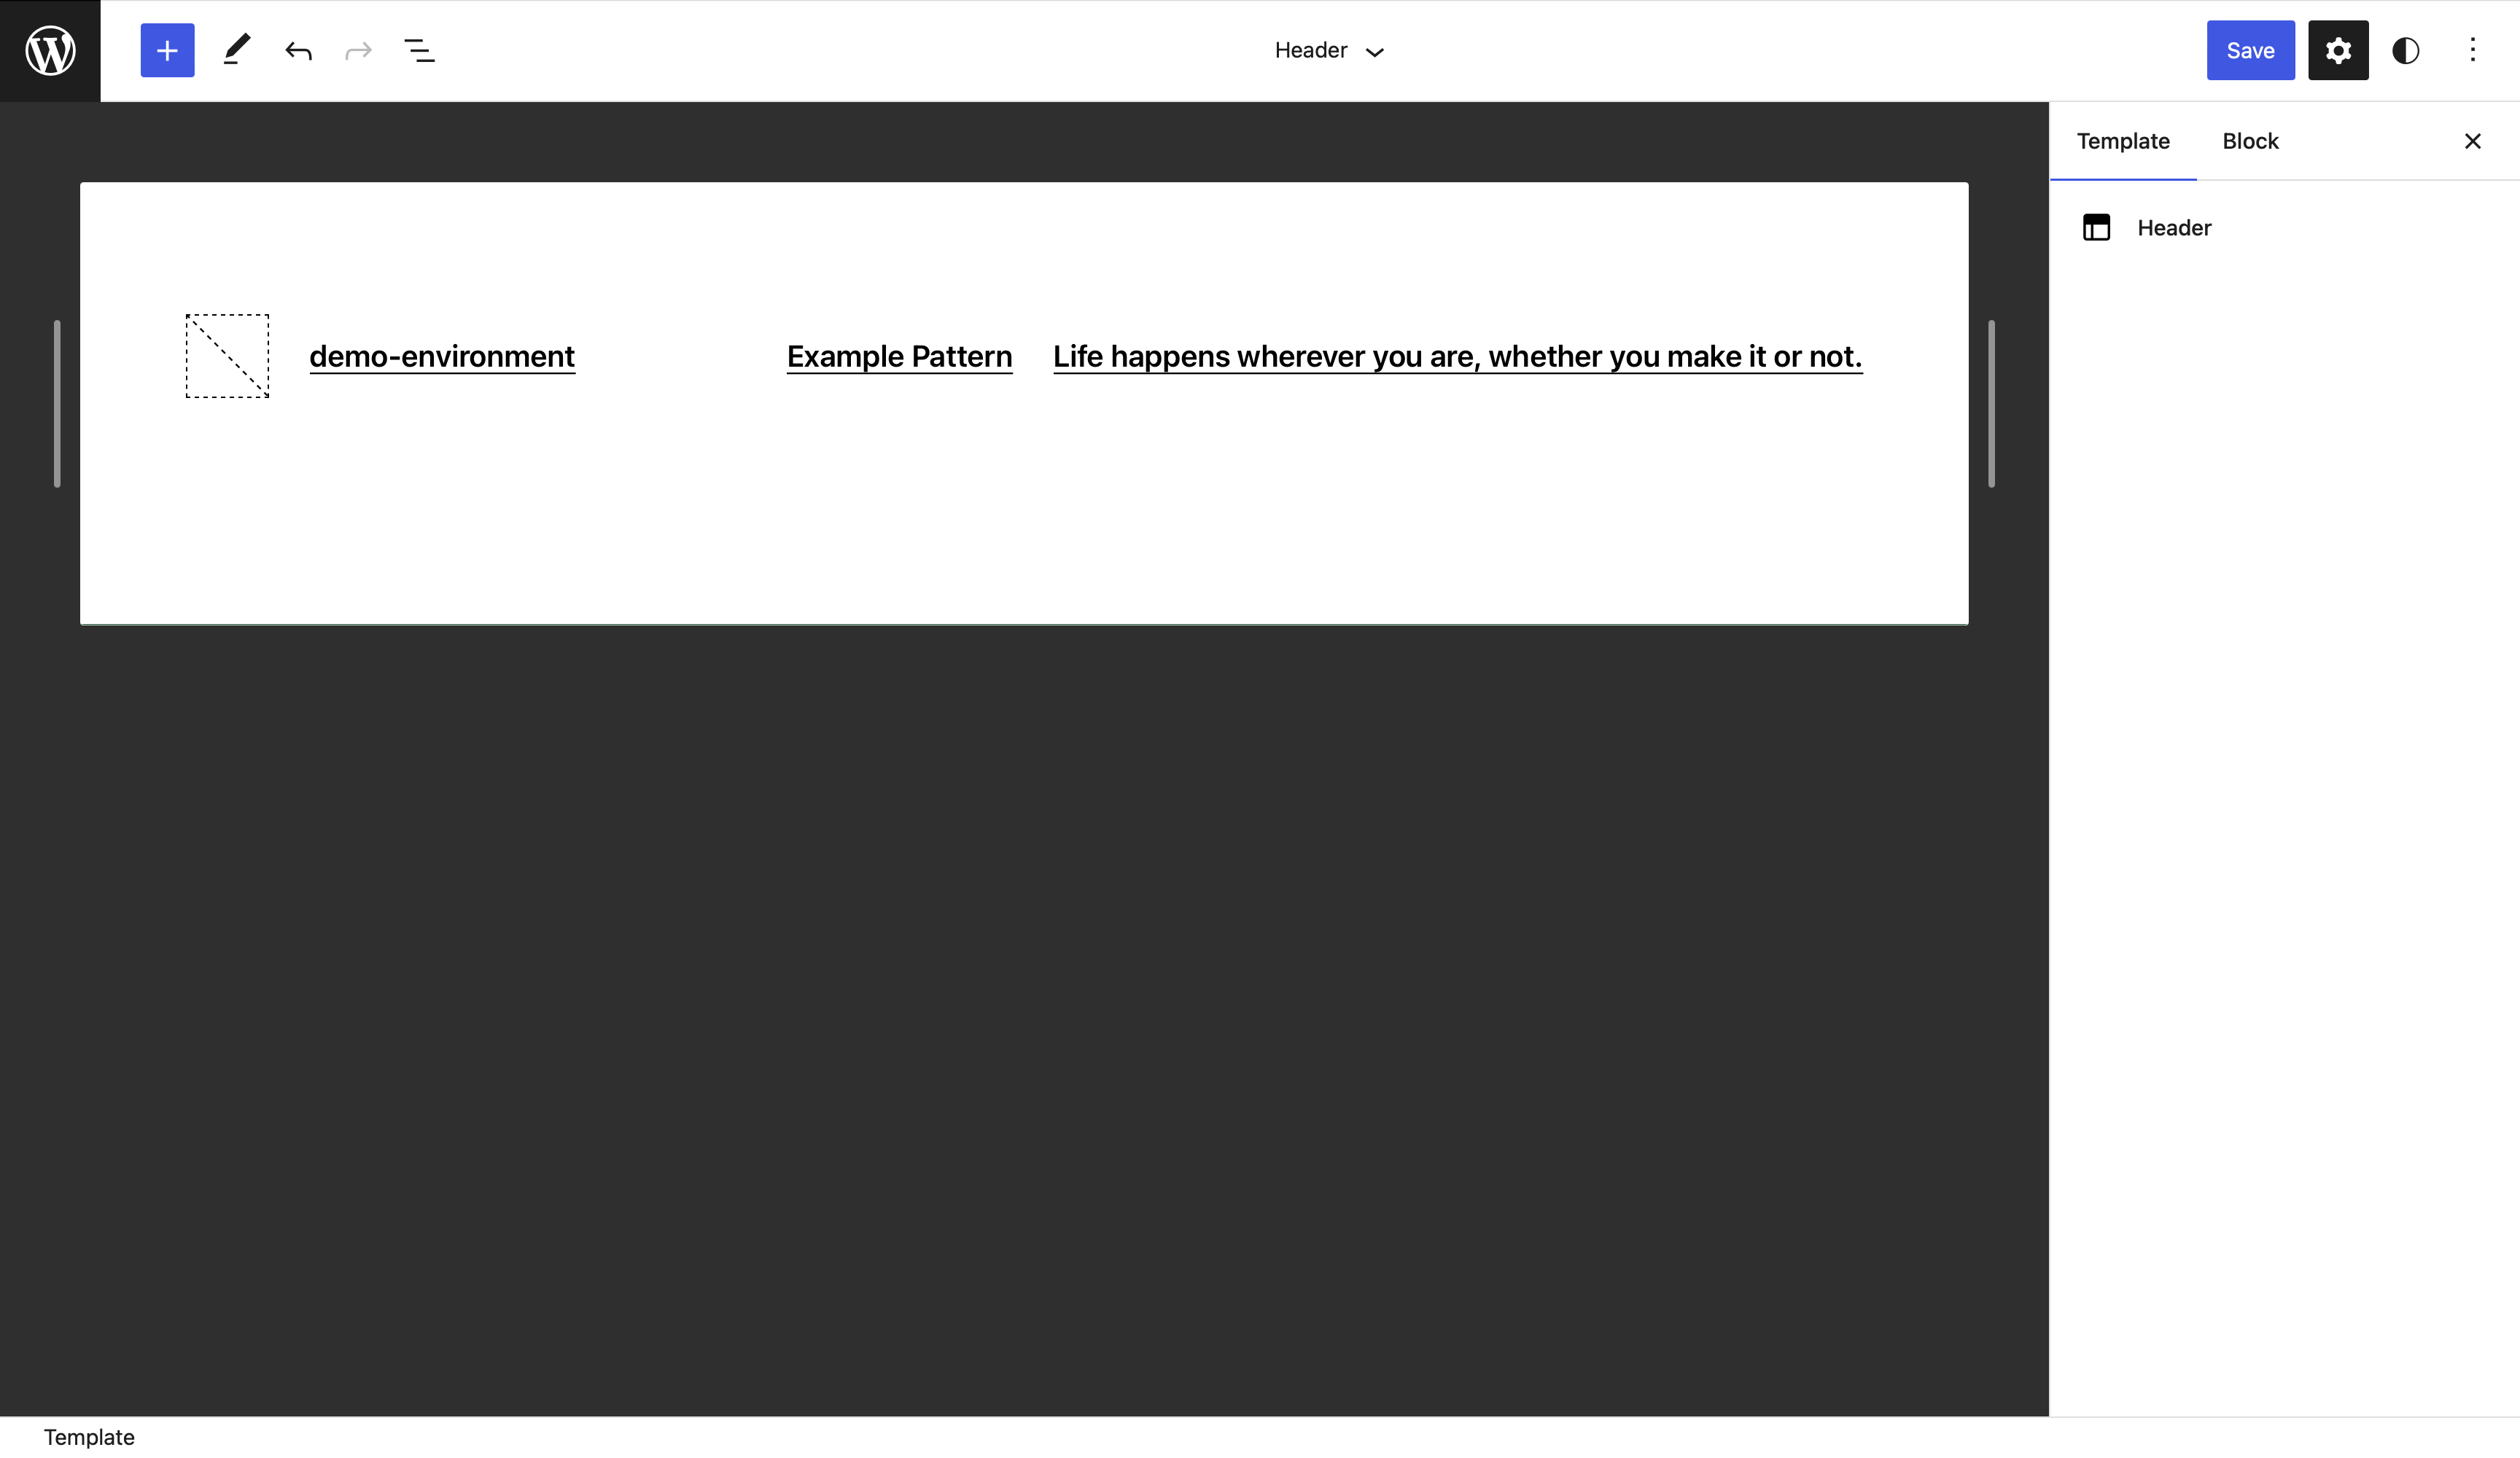 Header
Save
Template Block
Header
demo-environment Example Pattern Life happens wherever you are, whether you make it or not.
Template